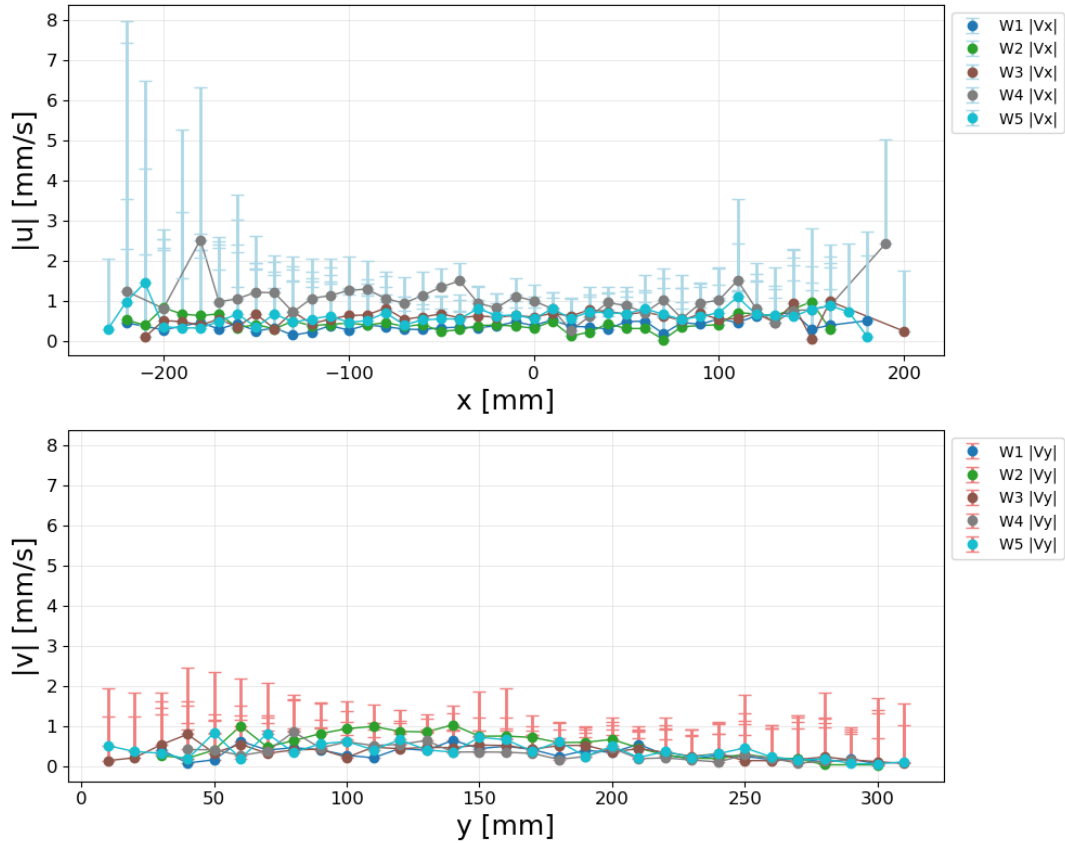 8
7
6
5
4
3
2
1
0
|u| [mm/s]
−200
−100
0
100
200
x [mm]
W1 |Vx|
W2 |Vx|
W3 |Vx|
W4 |Vx|
W5 |Vx|
8
7
6
5
4
3
2
1
0
|v| [mm/s]
0
50
100
150
200
250
300
y [mm]
W1 |Vy|
W2 |Vy|
W3 |Vy|
W4 |Vy|
W5 |Vy|